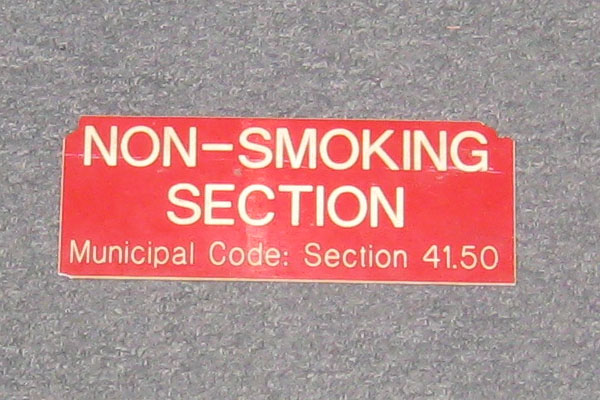 NON-SMOKING
SECTION
Municipal Code: Section 41.50